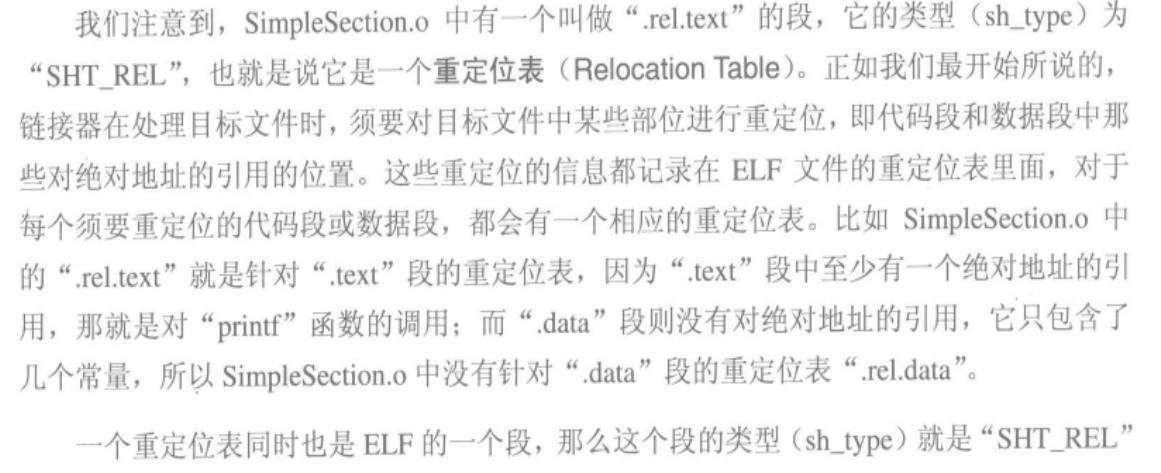 我们注意到，SimpleSection.o 中有一个叫做“.rel.text”的段，它的类型（sh_type）为
“SHT_REL”，也就是说它是一个重定位表（Relocation Table）。正如我们最开始所说的，
链接器在处理目标文件时，须要对目标文件中某些部位进行重定位，即代码段和数据段中那
些对绝对地址的引用的位置。这些重定位的信息都记录在 ELF 文件的重定位表里面，对于
每个须要重定位的代码段或数据段，都会有一个相应的重定位表。比如 SimpleSection.o 中
的“.rel.text”就是针对“.text”段的重定位表，因为“.text”段中至少有一个绝对地址的引
用，那就是对“printf”函数的调用；而“.data”段则没有对绝对地址的引用，它只包含了
几个常量，所以 SimpleSection.o 中没有针对“.data”段的重定位表“.rel.data”。
一个重定位表同时也是 ELF 的一个段，那么这个段的类型（sh_type）就是“SHT_REL”